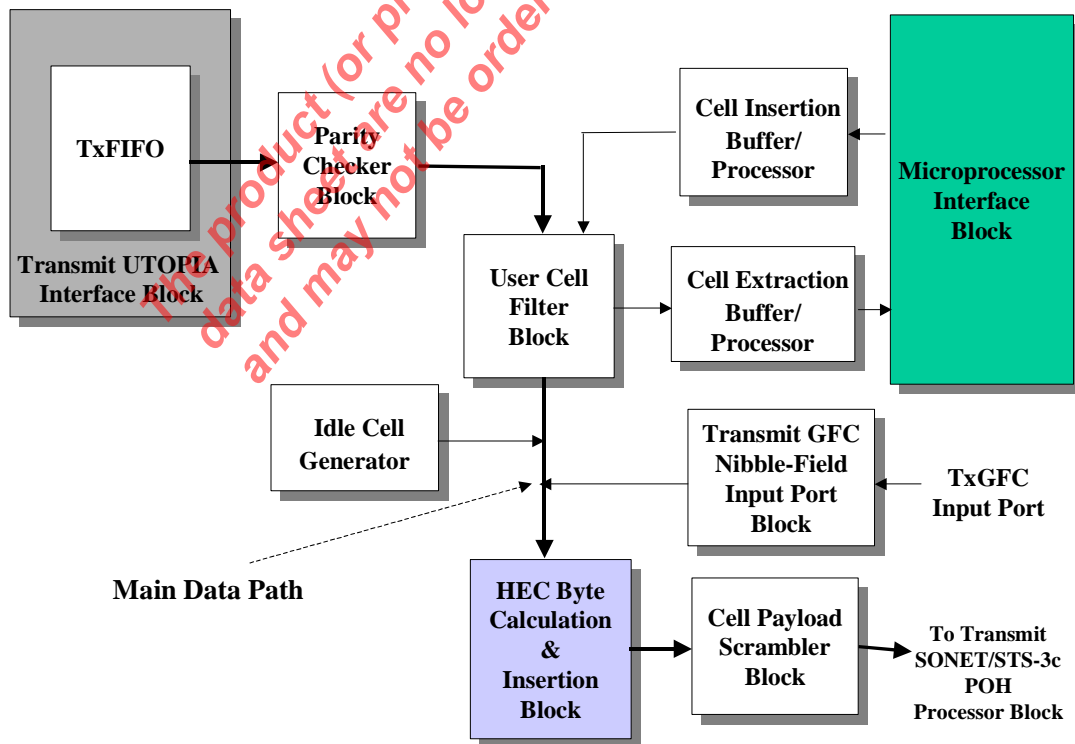 TxFIFO
Transmit UTOPIA
Interface Block
Parity
Checker
Block
Cell Insertion
Buffer/
Processor
Microprocessor
Interface
Block
User Cell
Filter
Block
Cell Extraction
Buffer/
Processor
Idle Cell
Generator
Transmit GFC
Nibble-Field
Input Port
Block
TxGFC
Input Port
Main Data Path
HEC Byte
Calculation
&
Insertion
Block
Cell Payload
Scrambler
Block
To Transmit
SONET/STS-3c
POH
Processor Block
The product (or
data sheet are no
and may not be